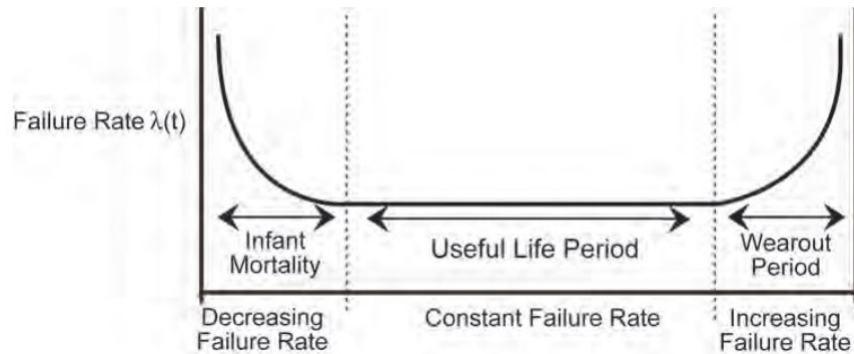 Failure Rate λ(t)
Infant
Mortality
Useful Life Period
Wearout
Period
Decreasing
Failure Rate
Constant Failure Rate
Increasing
Failure Rate